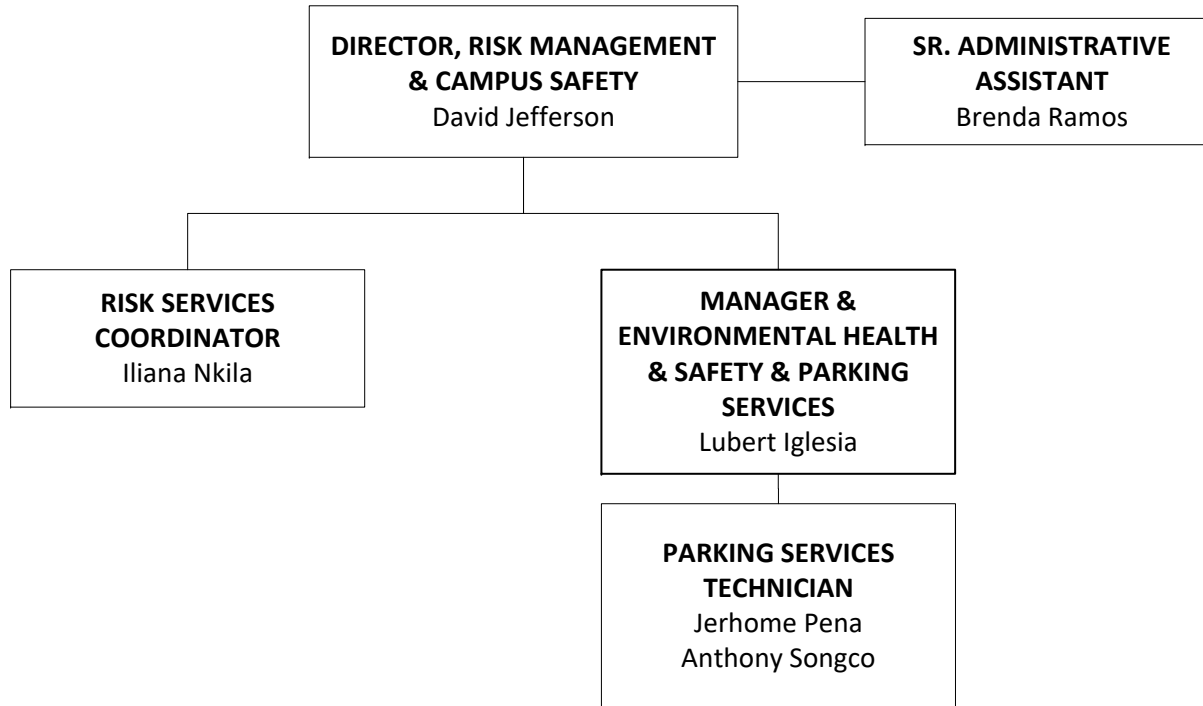 DIRECTOR, RISK MANAGEMENT
& CAMPUS SAFETY
David Jefferson
SR. ADMINISTRATIVE
ASSISTANT
Brenda Ramos
RISK SERVICES
COORDINATOR
Iliana Nkila
MANAGER &
ENVIRONMENTAL HEALTH
& SAFETY & PARKING
SERVICES
Lubert Iglesia
PARKING SERVICES
TECHNICIAN
Jerhome Pena
Anthony Songco